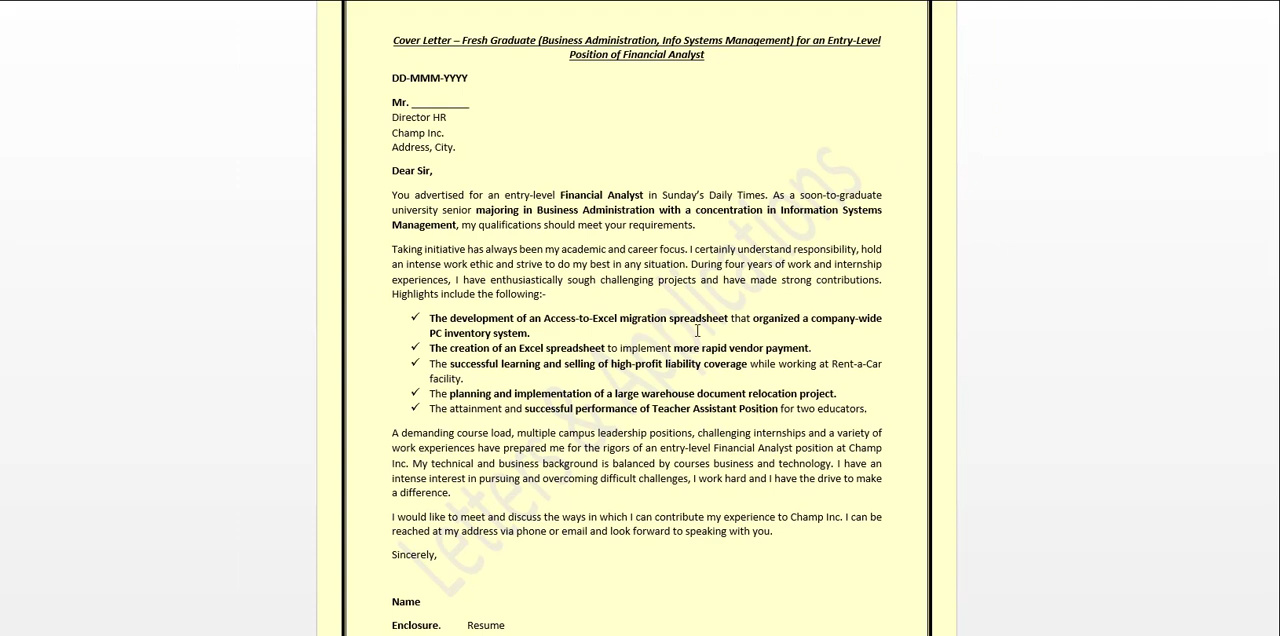 Cover Letter – Fresh Graduate (Business Administration, Info Systems Management) for an Entry-Level
Position of Financial Analyst
DD-MMM-YYYY
Mr. __________
Director HR
Champ Inc.
Address, City.
Dear Sir,
You advertised for an entry-level Financial Analyst in Sunday’s Daily Times. As a soon-to-graduate
university senior majoring in Business Administration with a concentration in Information Systems
Management, my qualifications should meet your requirements.
Taking initiative has always been my academic and career focus. I certainly understand responsibility, hold
an intense work ethic and strive to do my best in any situation. During four years of work and internship
experiences, I have enthusiastically sough challenging projects and have made strong contributions.
Highlights include the following:-
✓ The development of an Access-to-Excel migration spreadsheet that organized a company-wide
PC inventory system.
✓ The creation of an Excel spreadsheet to implement more rapid vendor payment.
✓ The successful learning and selling of high-profit liability coverage while working at Rent-a-Car
facility.
✓ The planning and implementation of a large warehouse document relocation project.
✓ The attainment and successful performance of Teacher Assistant Position for two educators.
A demanding course load, multiple campus leadership positions, challenging internships and a variety of
work experiences have prepared me for the rigors of an entry-level Financial Analyst position at Champ
Inc. My technical and business background is balanced by courses business and technology. I have an
intense interest in pursuing and overcoming difficult challenges, I work hard and I have the drive to make
a difference.
I would like to meet and discuss the ways in which I can contribute my experience to Champ Inc. I can be
reached at my address via phone or email and look forward to speaking with you.
Sincerely,
Name
Enclosure. Resume
Letters & Applications